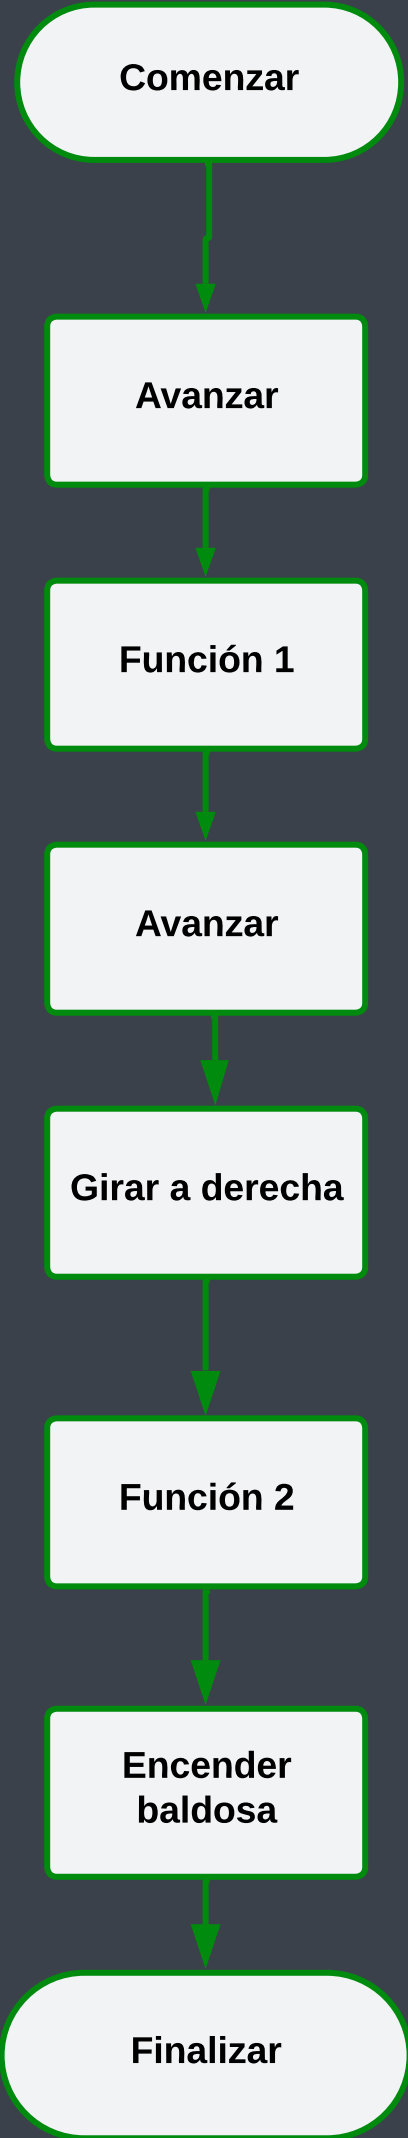 Comenzar
Avanzar
Función 1
Avanzar
Girar a derecha
Función 2
Encender
baldosa
Finalizar